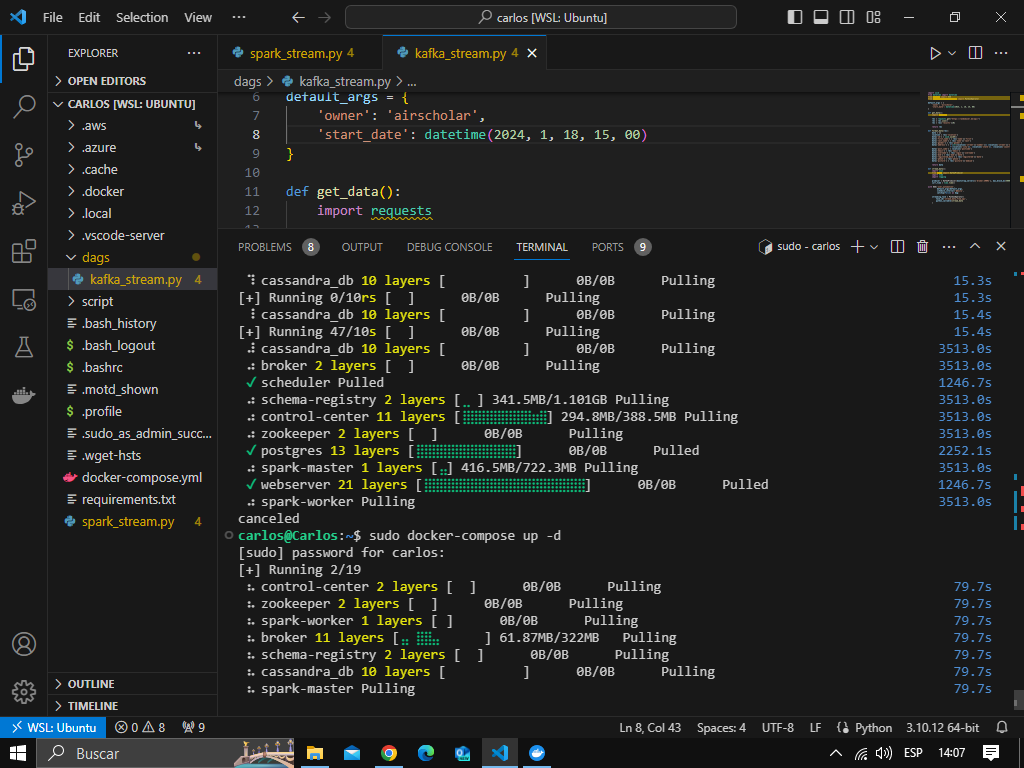 File Edit Selection View ... carlos [WSL: Ubuntu]
EXPLORER
OPEN EDITORS
CARLOS [WSL: UBUNTU]
.aws
.azure
.cache
.docker
.local
.vscode-server
dags
kafka_stream.py 4
script
.bash_history
$ .bash_logout
$ .bashrc
.motd_shown
$ .profile
.sudo_as_admin_succ...
.wget-hsts
docker-compose.yml
requirements.txt
spark_stream.py 4
OUTLINE
TIMELINE
spark_stream.py 4 kafka_stream.py 4
dags > kafka_stream.py > ...
6 default_args = {
7 'owner': 'airscholar',
8 'start_date': datetime(2024, 1, 18, 15, 00)
9 }
10
11 def get_data():
12 import requests
PROBLEMS 8 OUTPUT DEBUG CONSOLE TERMINAL PORTS 9 sudo - carlos
cassandra_db 10 layers [ ] 0B/0B Pulling 15.3s
[+] Running 0/10rs [ ] 0B/0B Pulling 15.3s
cassandra_db 10 layers [ ] 0B/0B Pulling 15.4s
[+] Running 47/10s [ ] 0B/0B Pulling 15.4s
cassandra_db 10 layers [ ] 0B/0B Pulling 3513.0s
broker 2 layers [ ] 0B/0B Pulling 3513.0s
✓ scheduler Pulled 1246.7s
schema-registry 2 layers [ ] 341.5MB/1.101GB Pulling 3513.0s
control-center 11 layers [ ] 294.8MB/388.5MB Pulling 3513.0s
zookeeper 2 layers [ ] 0B/0B Pulling 3513.0s
✓ postgres 13 layers [ ] 0B/0B Pulled 2252.1s
spark-master 1 layers [ ] 416.5MB/722.3MB Pulling 3513.0s
✓ webserver 21 layers [ ] 0B/0B Pulled 1246.7s
spark-worker Pulling 3513.0s
canceled
carlos@Carlos:~$ sudo docker-compose up -d
[sudo] password for carlos:
[+] Running 2/19
control-center 2 layers [ ] 0B/0B Pulling 79.7s
zookeeper 2 layers [ ] 0B/0B Pulling 79.7s
spark-worker 1 layers [ ] 0B/0B Pulling 79.7s
broker 11 layers [ ] 61.87MB/322MB Pulling 79.7s
schema-registry 2 layers [ ] 0B/0B Pulling 79.7s
cassandra_db 10 layers [ ] 0B/0B Pulling 79.7s
spark-master Pulling 79.7s
WSL: Ubuntu 0 8 9 Ln 8, Col 43 Spaces: 4 UTF-8 LF Python 3.10.12 64-bit
Buscar ESP 14:07